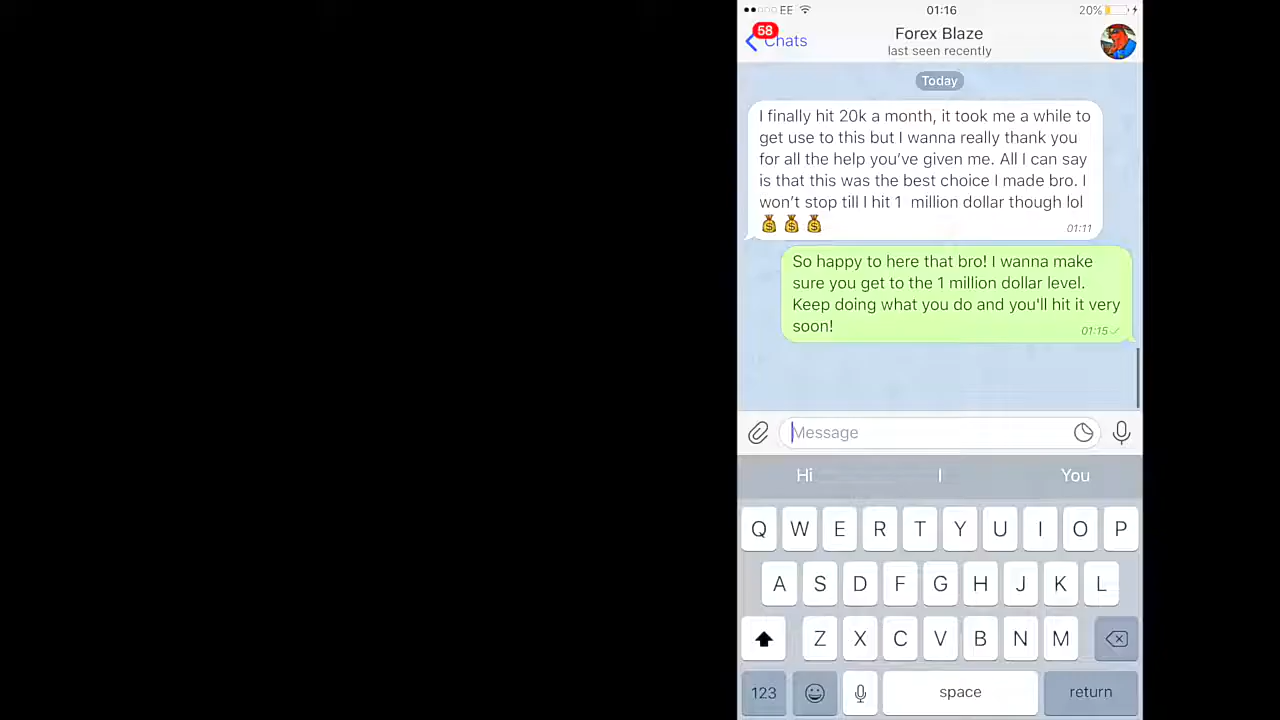 EE 01:16 20%
58
Chats
Forex Blaze
last seen recently
Today
I finally hit 20k a month, it took me a while to
get use to this but I wanna really thank you
for all the help you've given me. All I can say
is that this was the best choice I made bro. I
won't stop till I hit 1 million dollar though lol
01:11
So happy to here that bro! I wanna make
sure you get to the 1 million dollar level.
Keep doing what you do and you'll hit it very
soon!
01:15
Message
Hi I You
Q W E R T Y U I O P
A S D F G H J K L
Z X C V B N M
123 space return